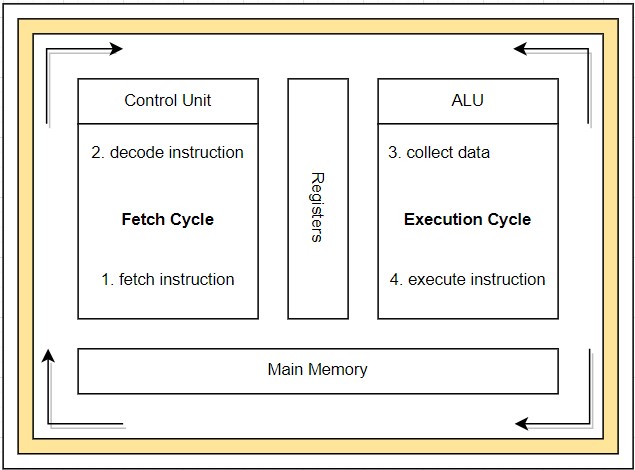 Control Unit
2. decode instruction
Fetch Cycle
1. fetch instruction
Registers
ALU
3. collect data
Execution Cycle
4. execute instruction
Main Memory